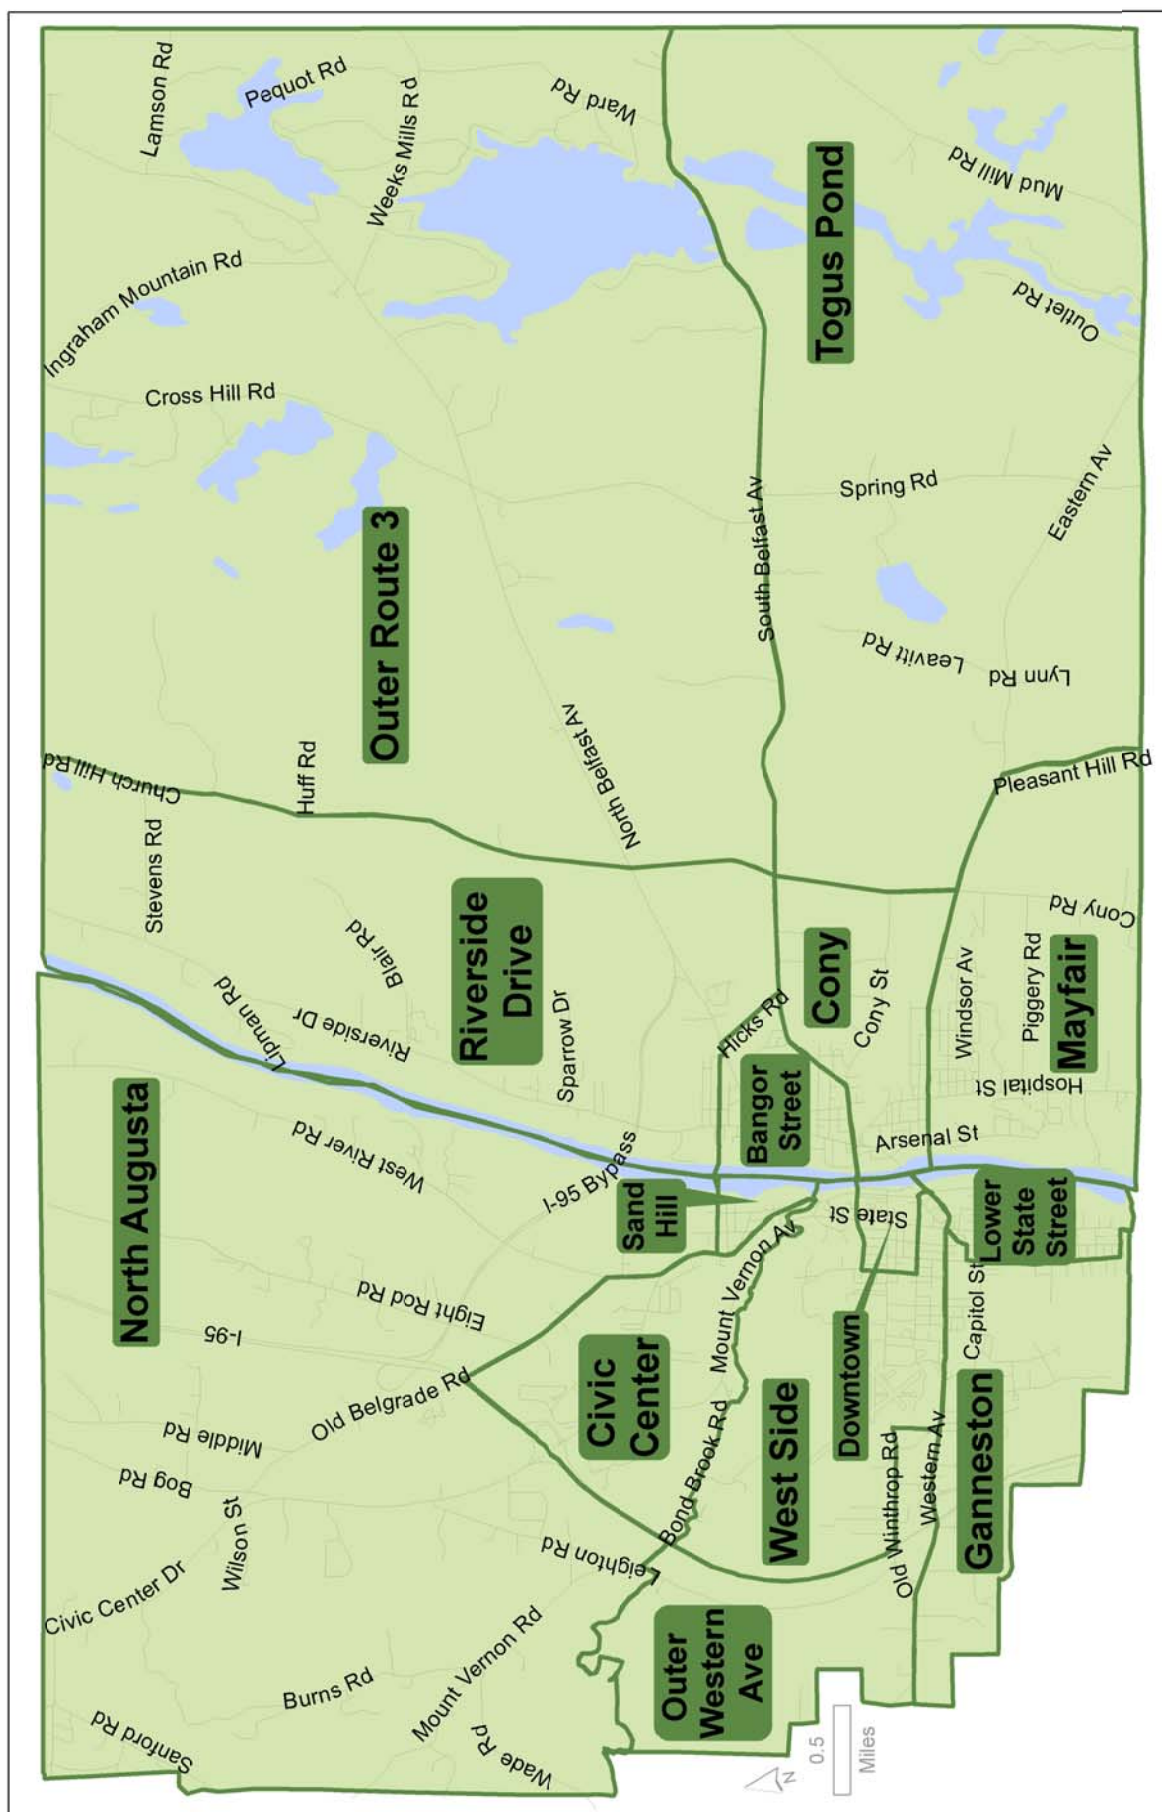 Lamson Rd
Pequot Rd
Weeks Mills Rd
Ward Rd
Mud Mill Rd
Togus Pond
Outlet Rd
Ingraham Mountain Rd
Cross Hill Rd
Spring Rd
Eastern Av
South Belfast Av
Outer Route 3
Leavitt Rd
Lynn Rd
Pleasant Hill Rd
Church Hill Rd
Huff Rd
North Belfast Av
Stevens Rd
Blair Rd
Riverside
Drive
Cony
Cony Rd
Piggery Rd
Windsor Av
Mayfair
Cony St
Hicks Rd
Sparrow Dr
Riverside Dr
Lipman Rd
Hospital St
Bangor
Street
Arsenal St
North Augusta
West River Rd
I-95 Bypass
Sand
Hill
State St
Lower
State
Street
Mount Vernon Av
Eight Rod Rd
I-95
Capitol St
Civic
Center
Downtown
Old Belgrade Rd
Middle Rd
Bog Rd
West Side
Ganneston
Bond Brook Rd
Western Av
Old Winthrop Rd
Wilson St
Leighton Rd
Civic Center Dr
Mount Vernon Rd
Outer
Western
Ave
Burns Rd
Sanford Rd
Wade Rd
N
0.5
Miles